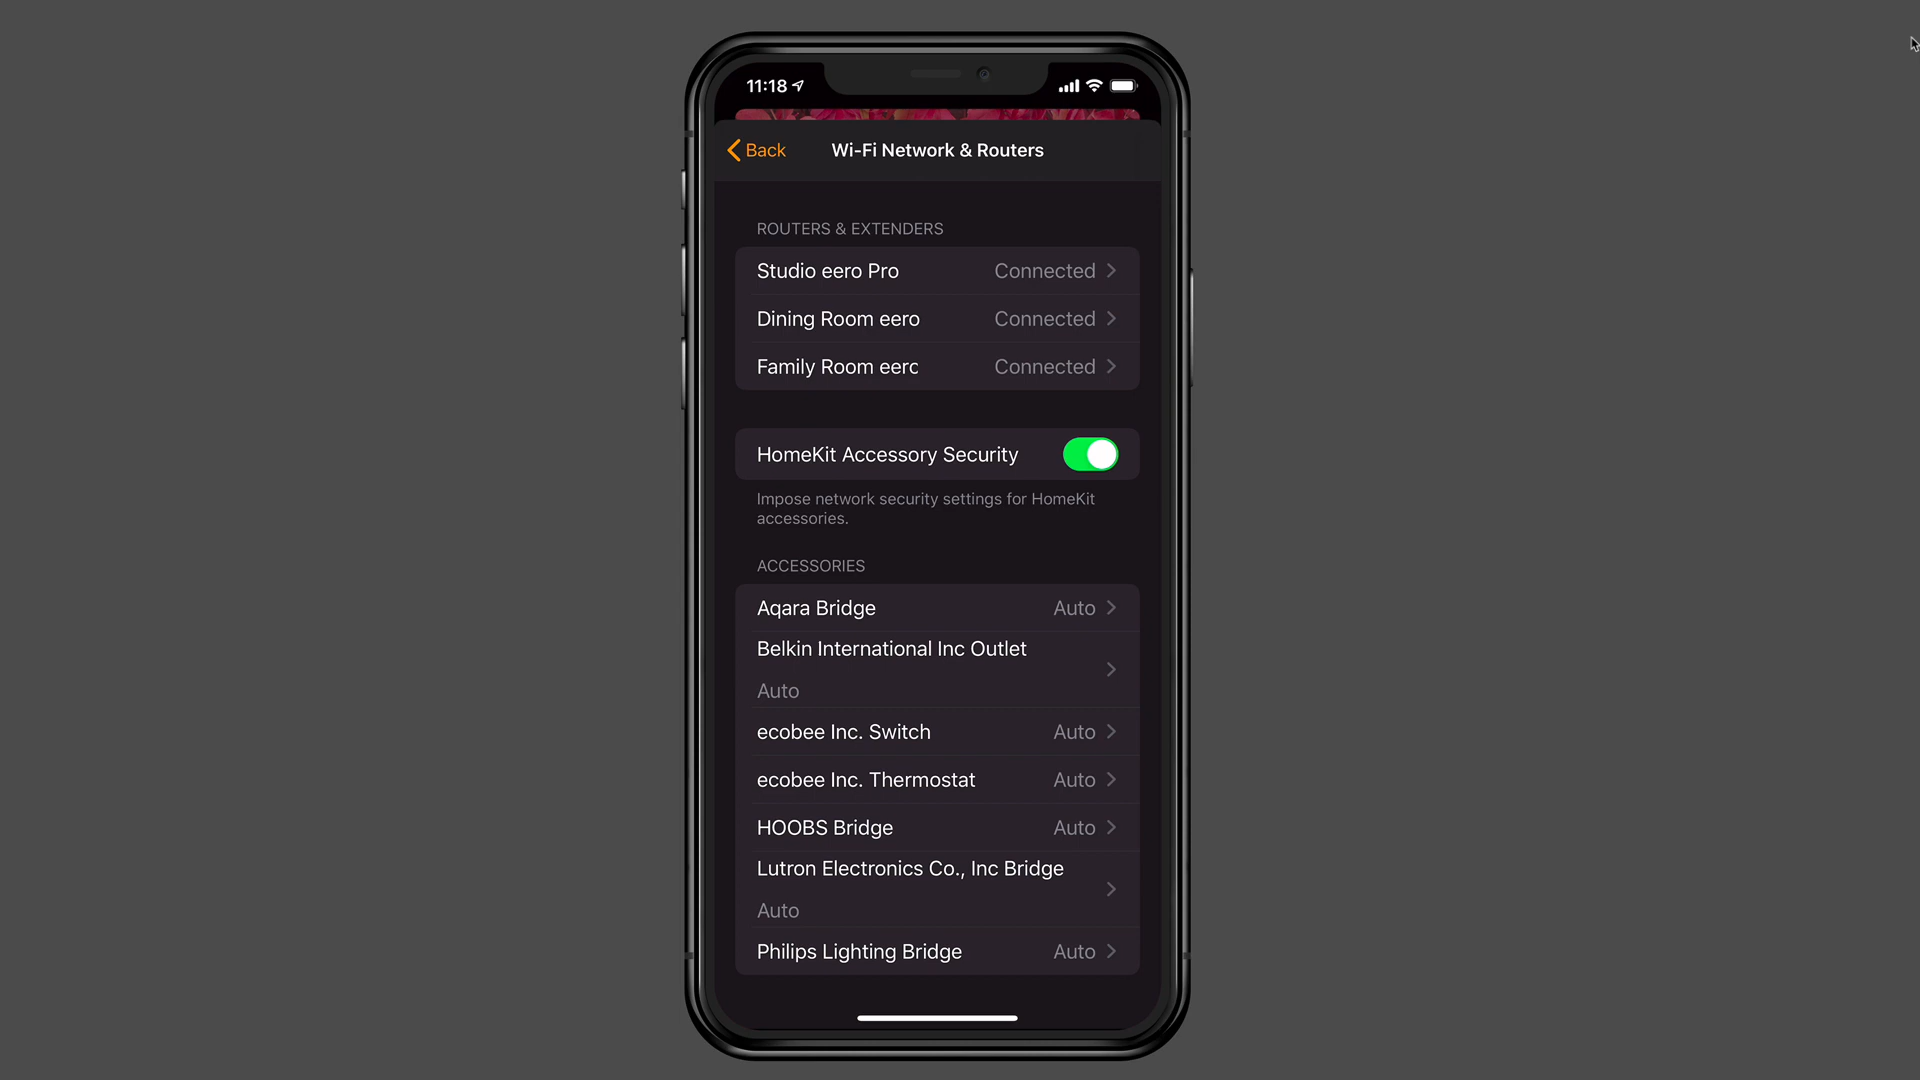 11:18
Back
Wi-Fi Network & Routers
ROUTERS & EXTENDERS
Studio eero Pro Connected
Dining Room eero Connected
Family Room eero Connected
HomeKit Accessory Security
Impose network security settings for HomeKit
accessories.
ACCESSORIES
Aqara Bridge Auto
Belkin International Inc Outlet
Auto
ecobee Inc. Switch Auto
ecobee Inc. Thermostat Auto
HOOBS Bridge Auto
Lutron Electronics Co., Inc Bridge
Auto
Philips Lighting Bridge Auto